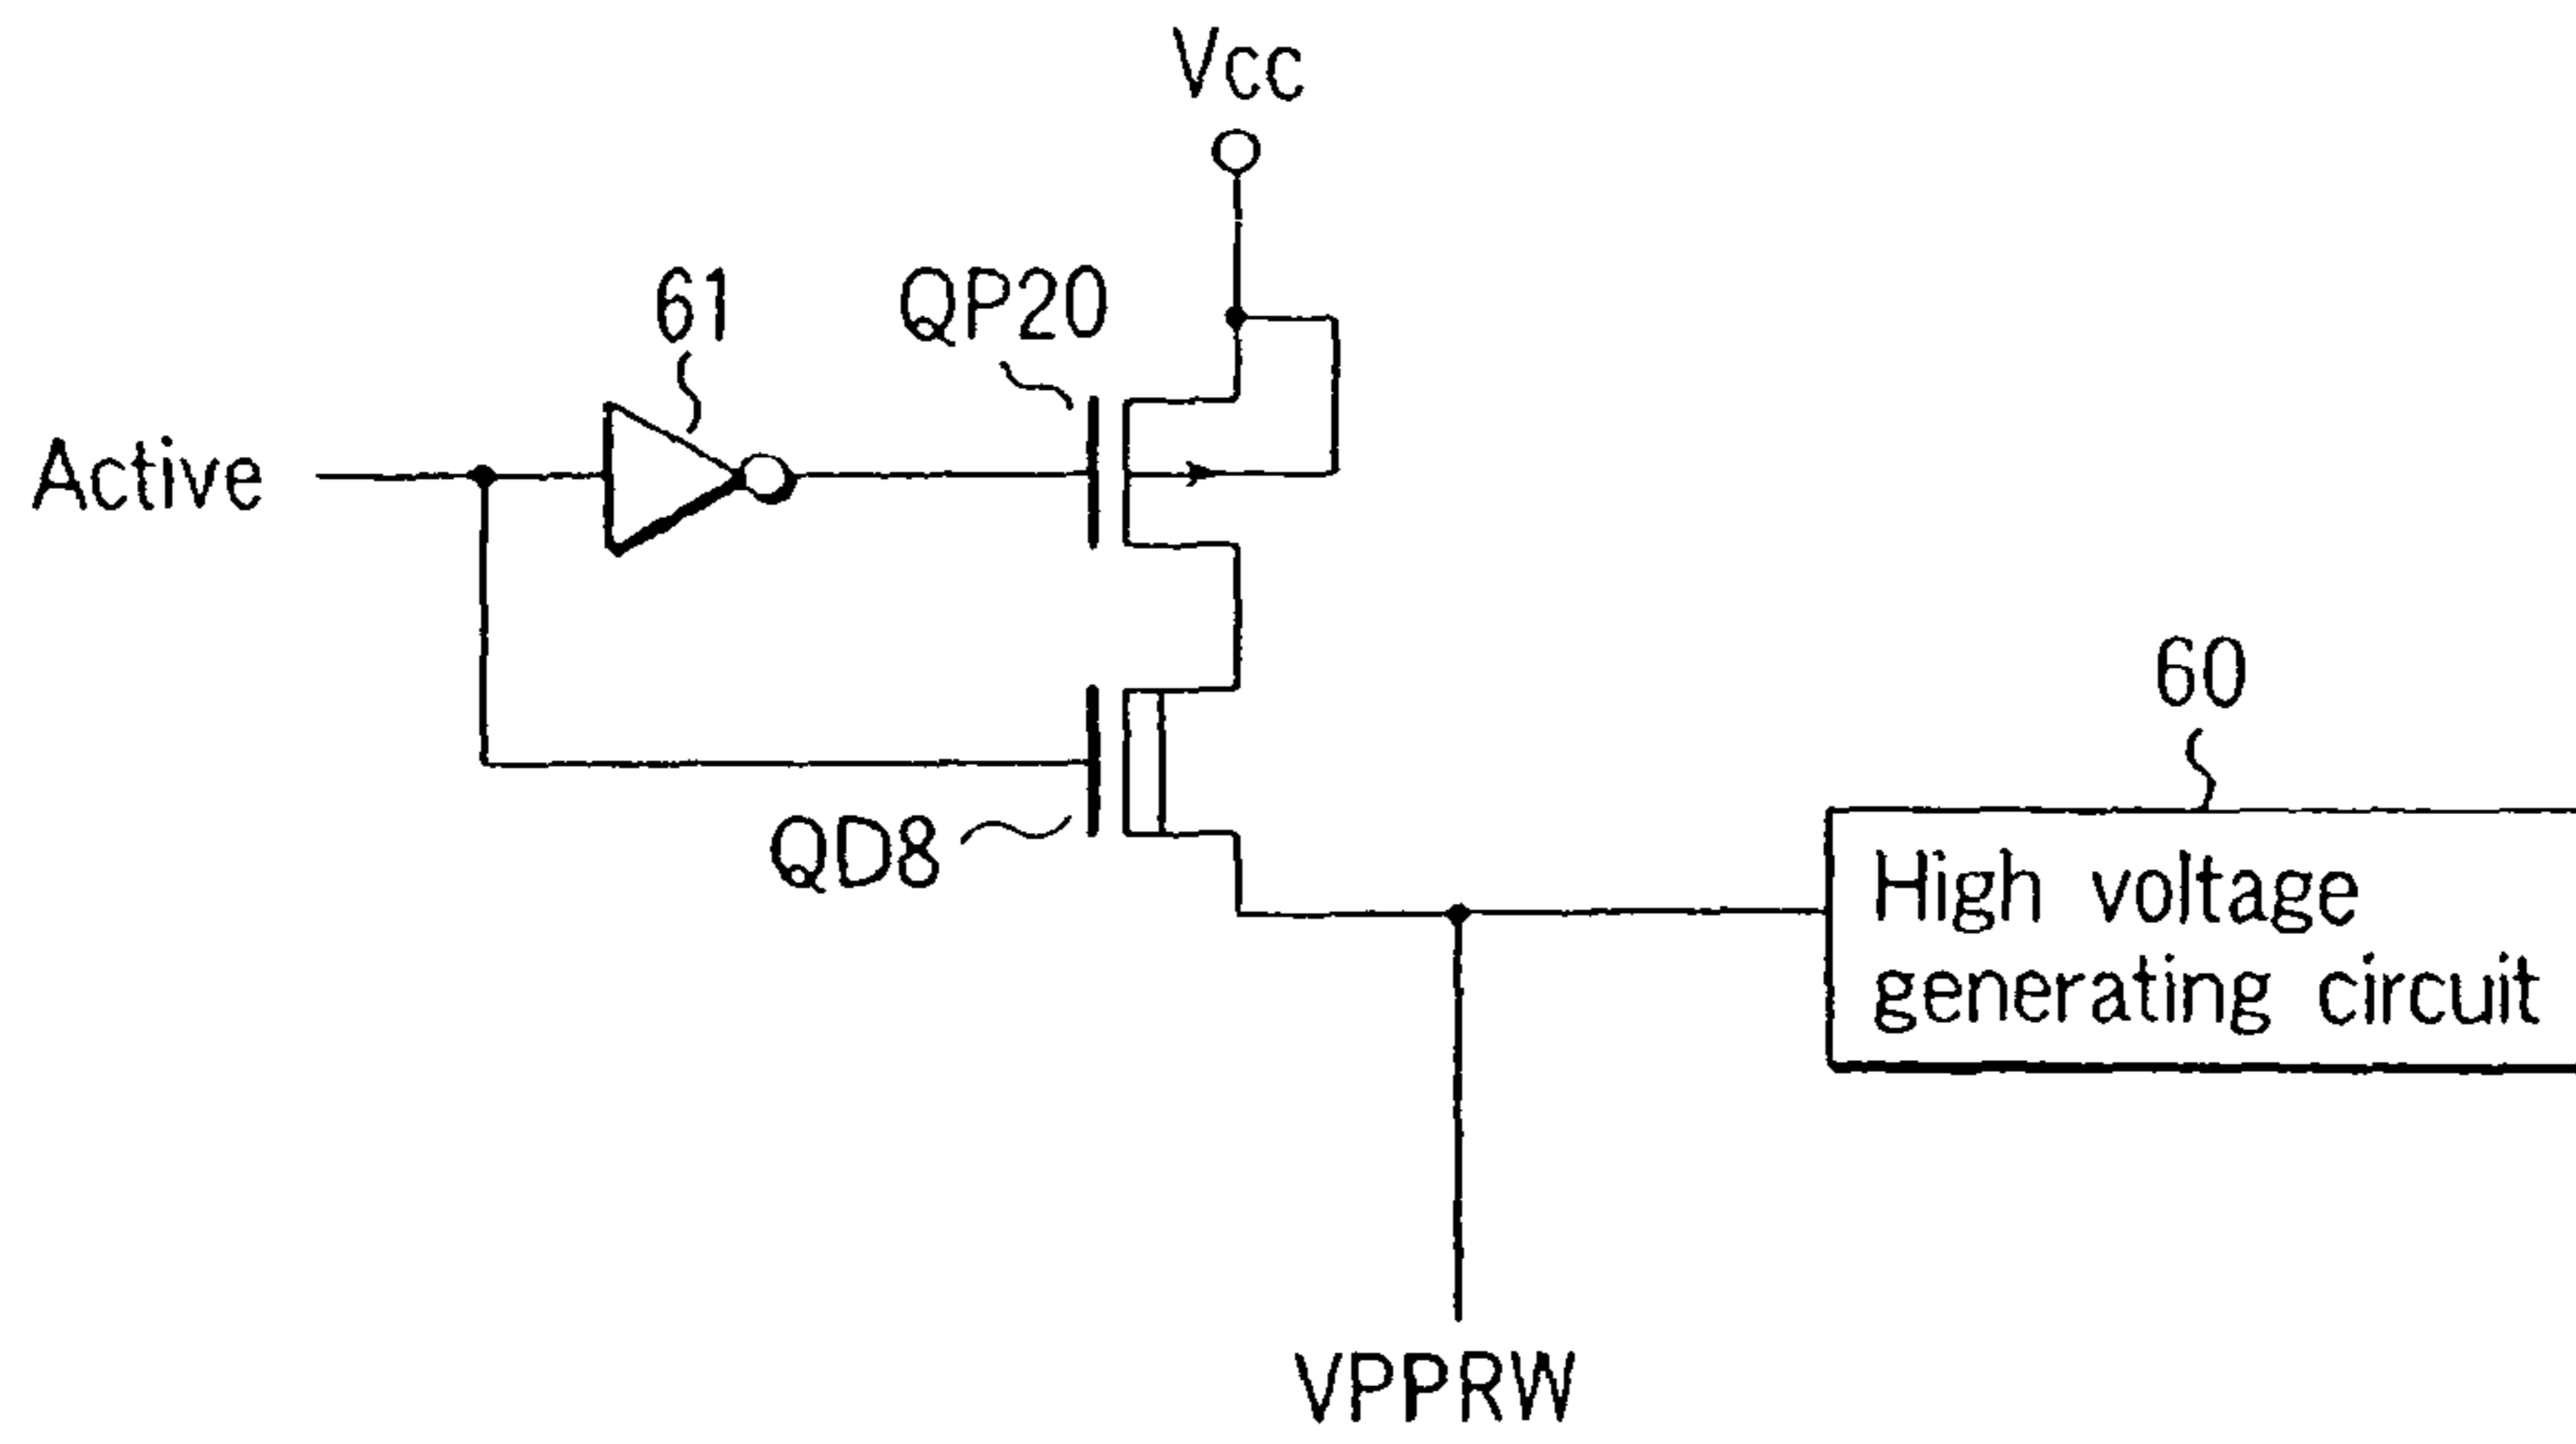 Vcc
61
QP20
Active
60
QD8
High voltage
generating circuit
VPPRW